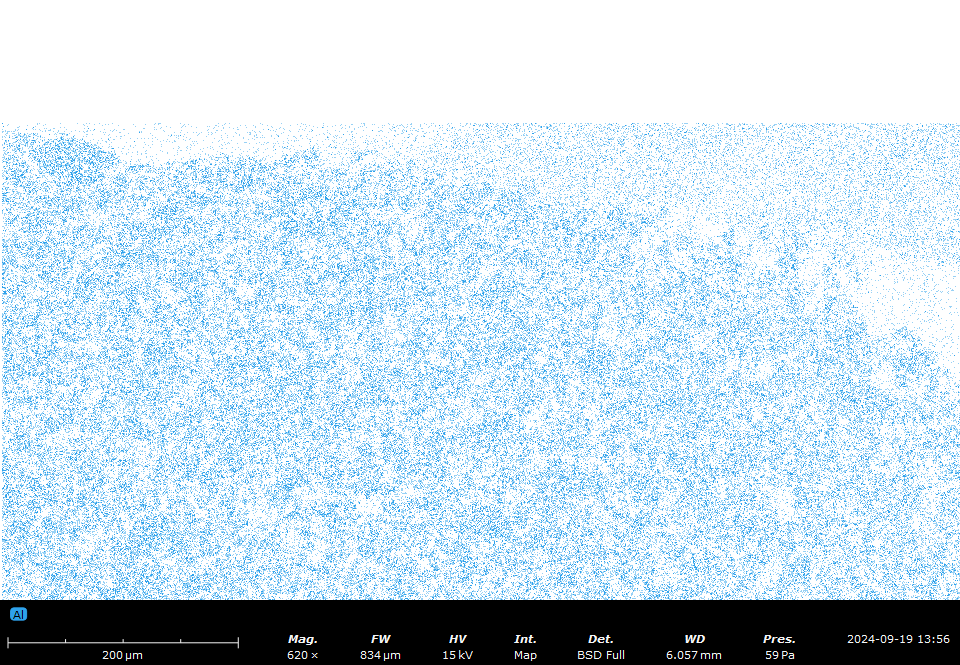 Al
Mag. FW HV Int. Det. WD Pres. 2024-09-19 13:56
200 µm 620 × 834 µm 15 kV Map BSD Full 6.057 mm 59 Pa